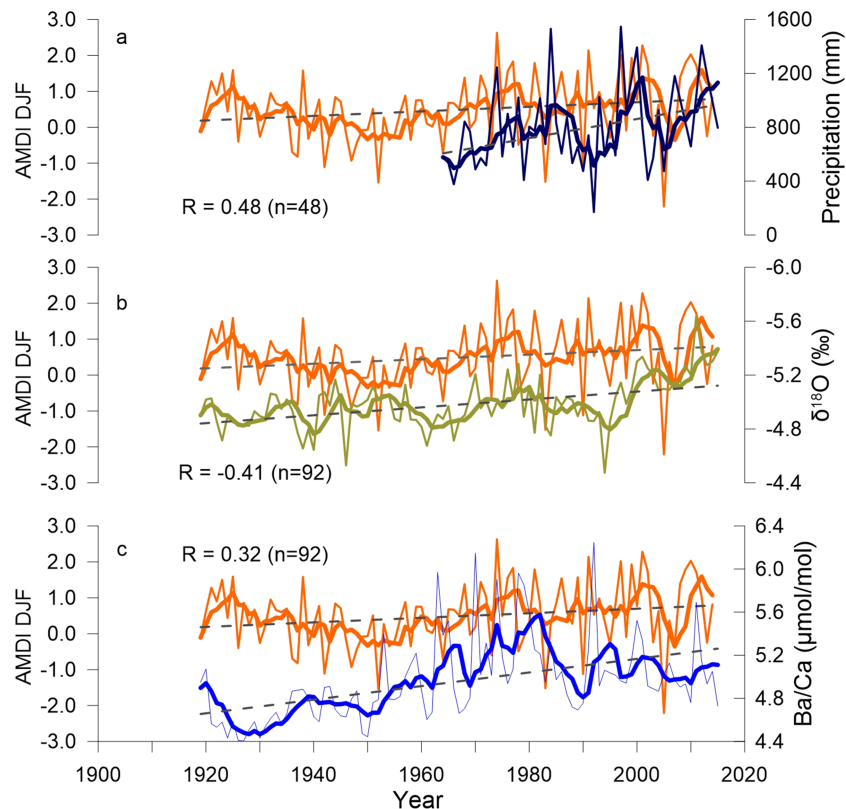 a
AMDI DJF
3.0
2.0
1.0
0.0
-1.0
-2.0
-3.0
1600
1200
800
400
0
Precipitation (mm)
R = 0.48 (n=48)
b
AMDI DJF
3.0
2.0
1.0
0.0
-1.0
-2.0
-3.0
-6.0
-5.6
-5.2
-4.8
-4.4
δ¹⁸O (‰)
R = -0.41 (n=92)
c
R = 0.32 (n=92)
AMDI DJF
3.0
2.0
1.0
0.0
-1.0
-2.0
-3.0
6.4
6.0
5.6
5.2
4.8
4.4
Ba/Ca (μmol/mol)
1900 1920 1940 1960 1980 2000 2020
Year